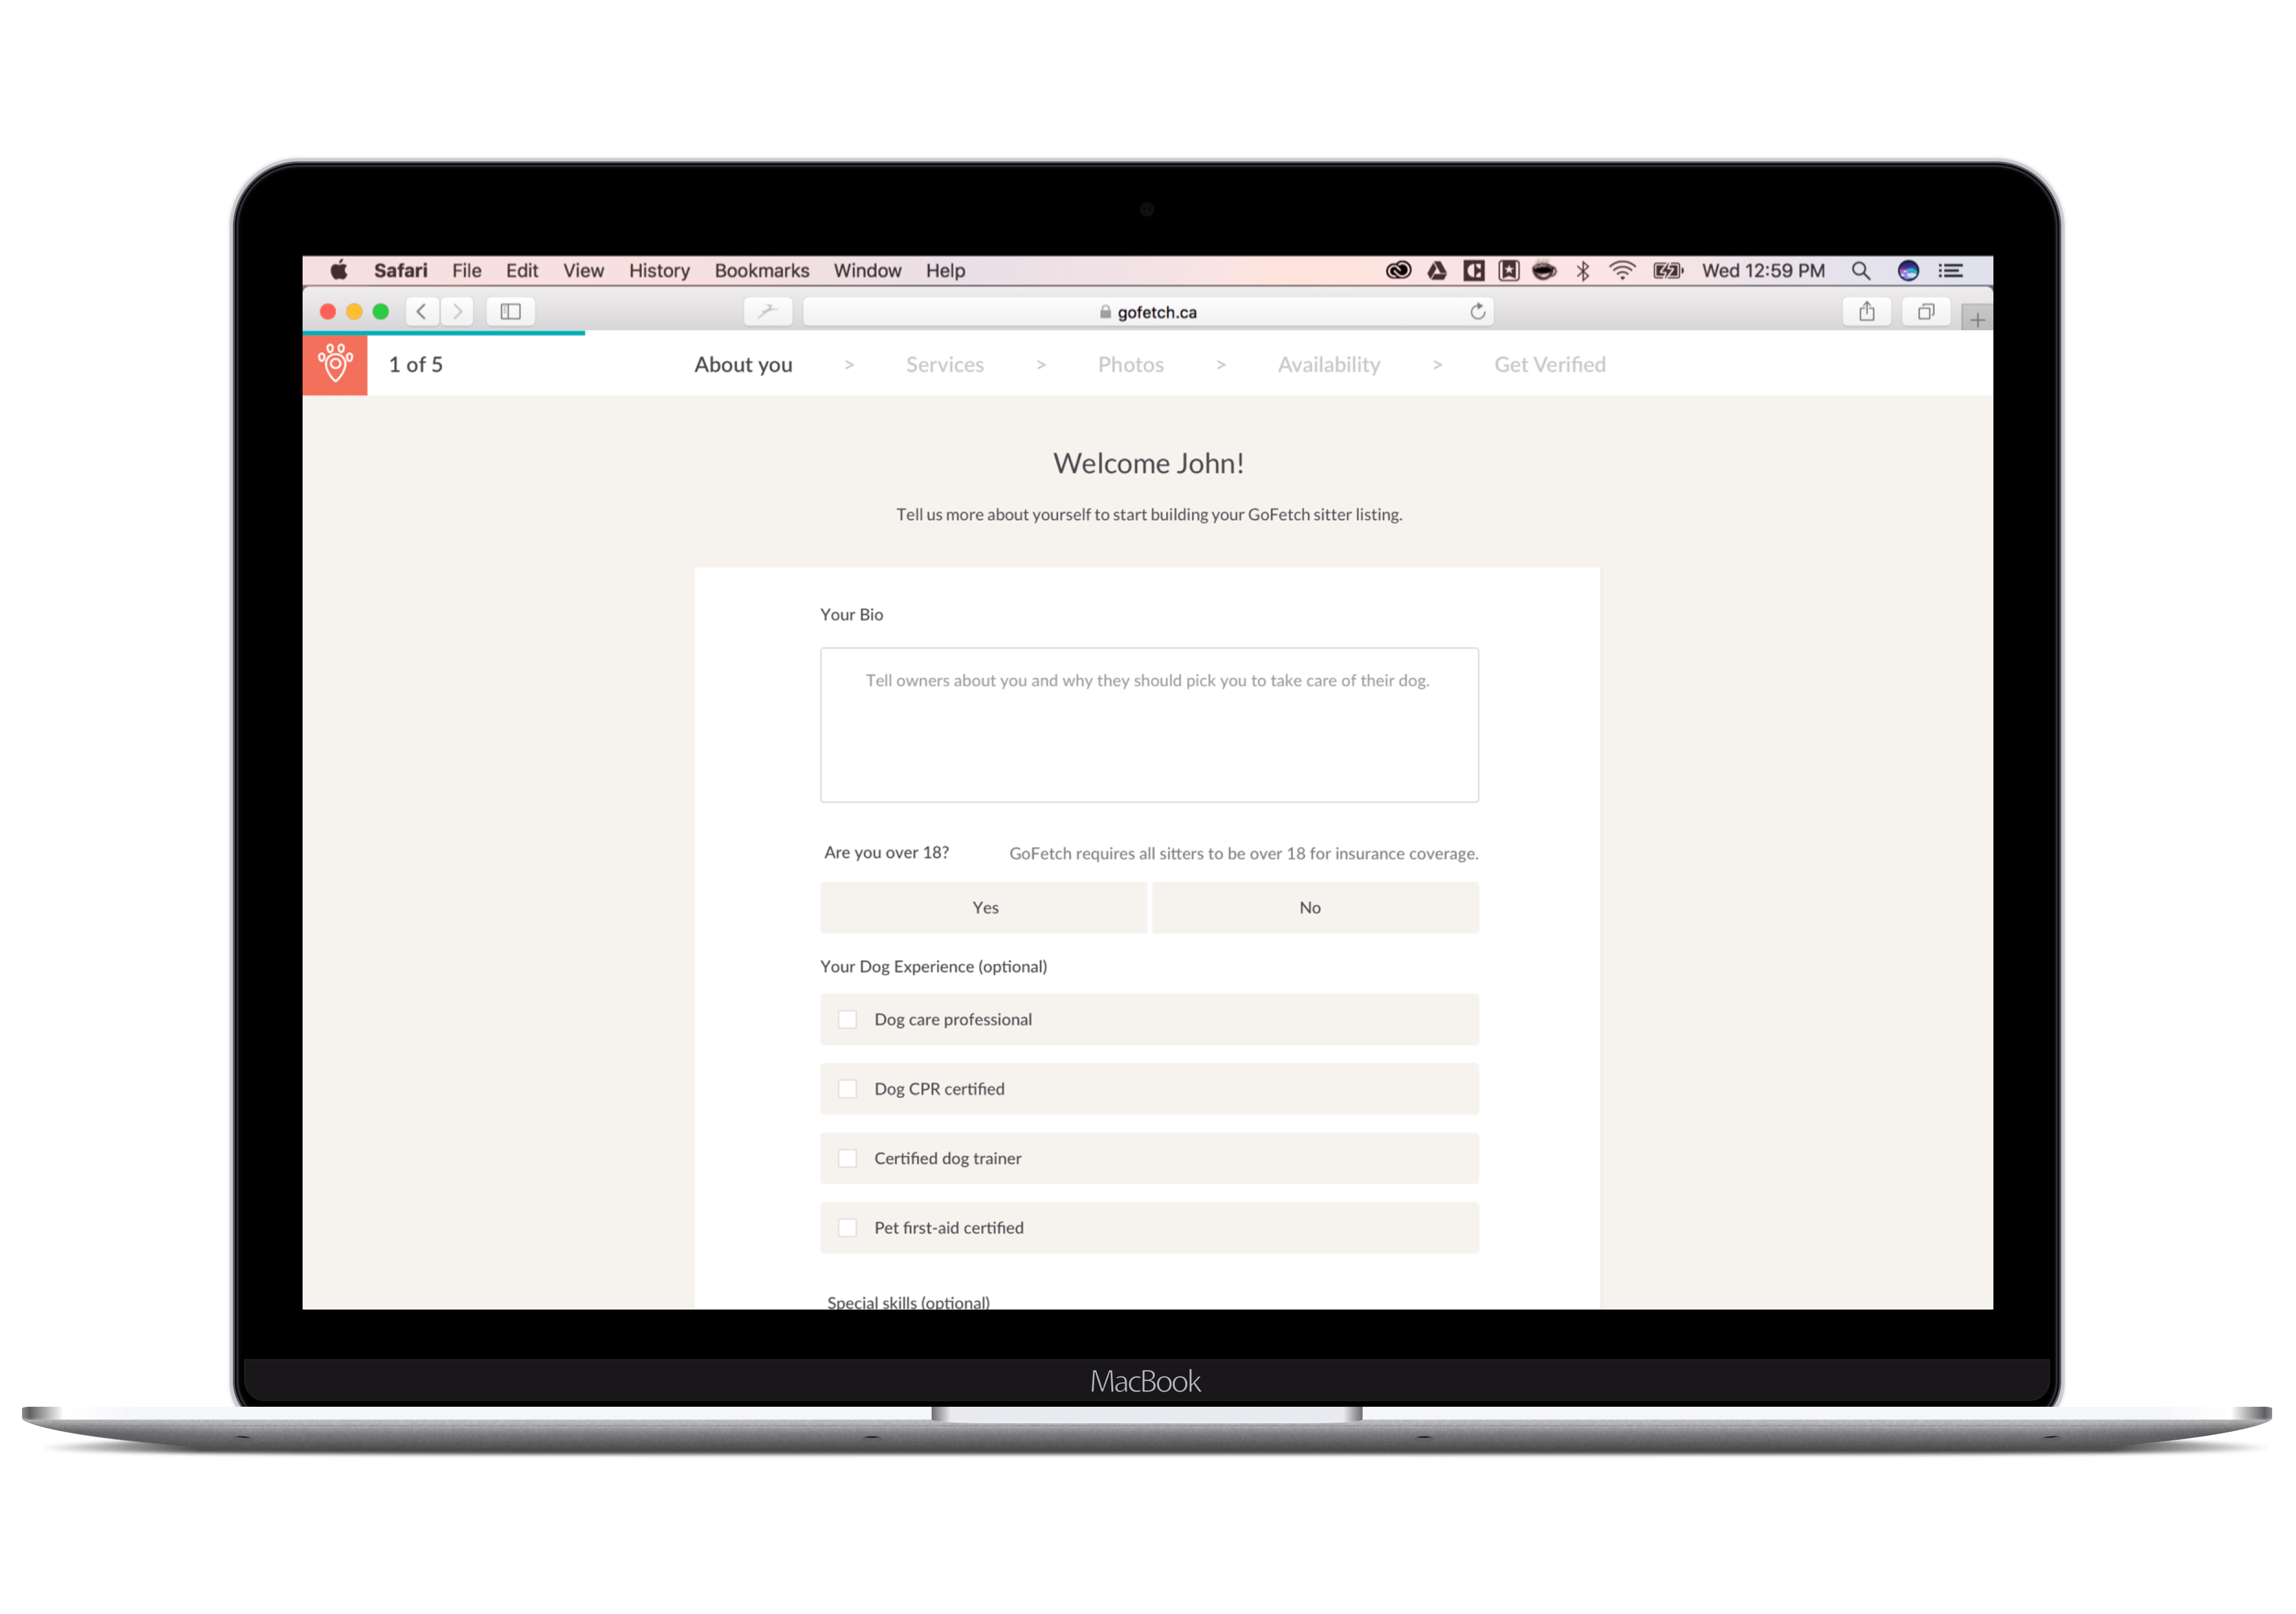 Safari File Edit View History Bookmarks Window Help Wed 12:59 PM
gofetch.ca
1 of 5 About you > Services > Photos > Availability > Get Verified
Welcome John!
Tell us more about yourself to start building your GoFetch sitter listing.
Your Bio
Tell owners about you and why they should pick you to take care of their dog.
Are you over 18? GoFetch requires all sitters to be over 18 for insurance coverage.
Yes No
Your Dog Experience (optional)
Dog care professional
Dog CPR certified
Certified dog trainer
Pet first-aid certified
Special skills (optional)
MacBook